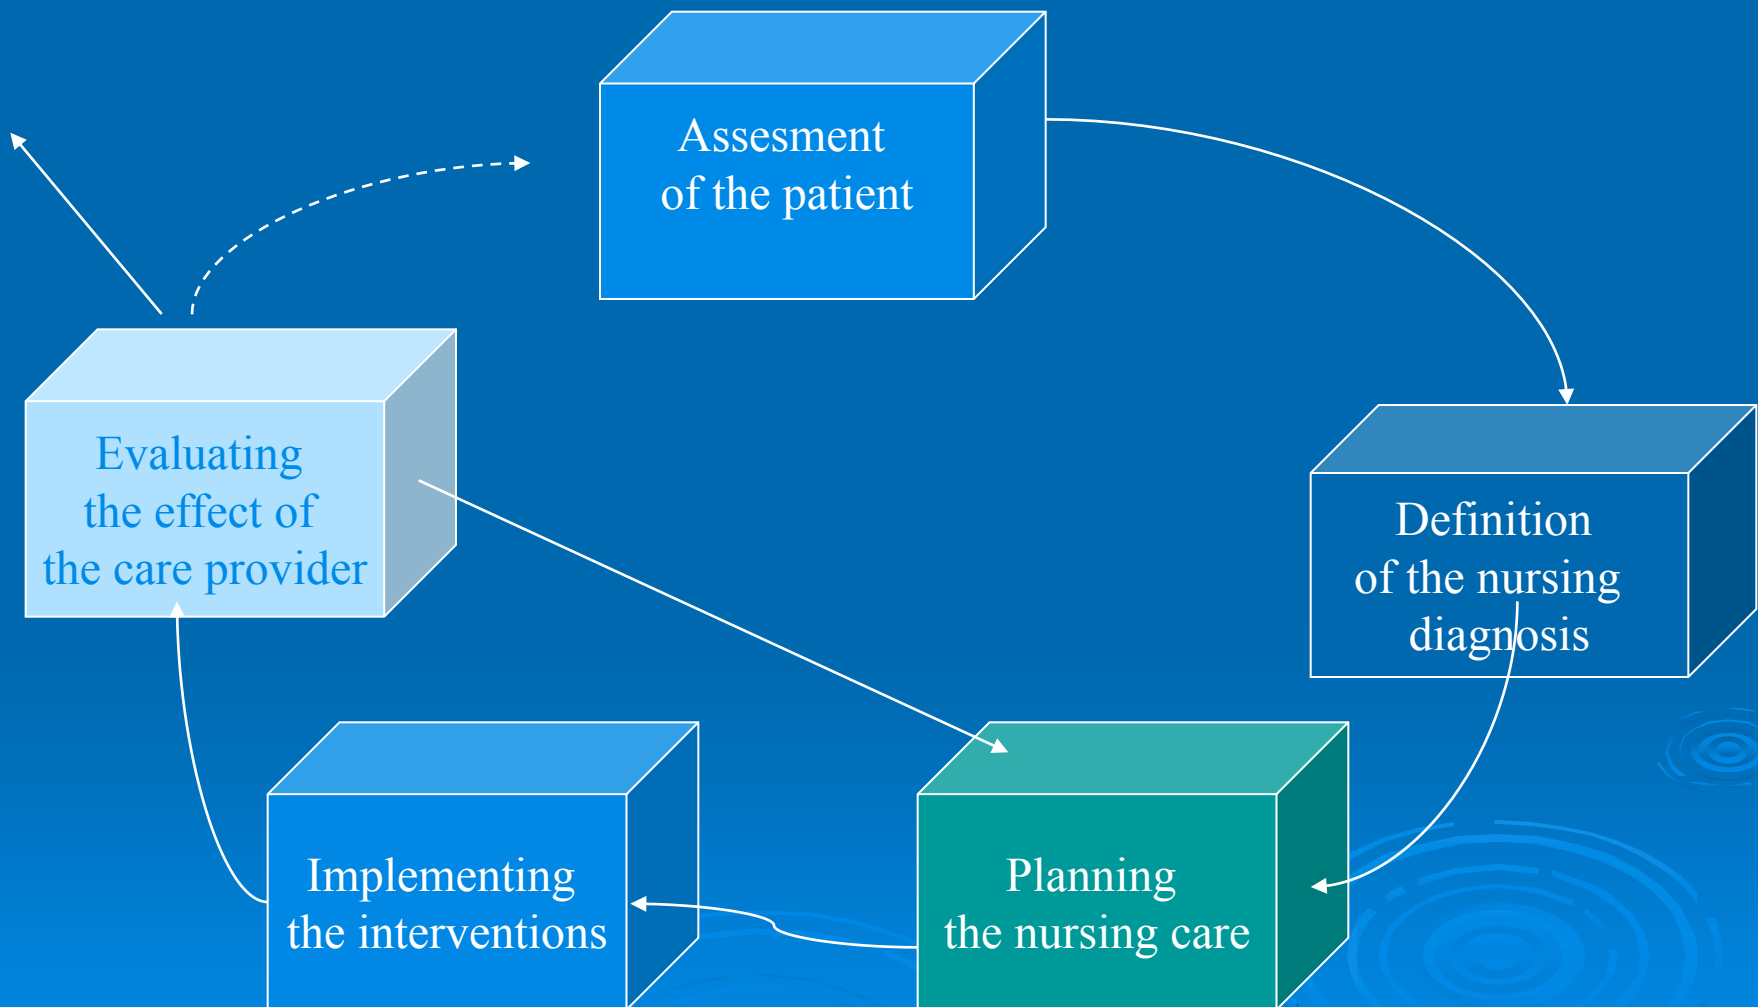 Assesment
of the patient
Evaluating
the effect of
the care provider
Definition
of the nursing
diagnosis
Implementing
the interventions
Planning
the nursing care